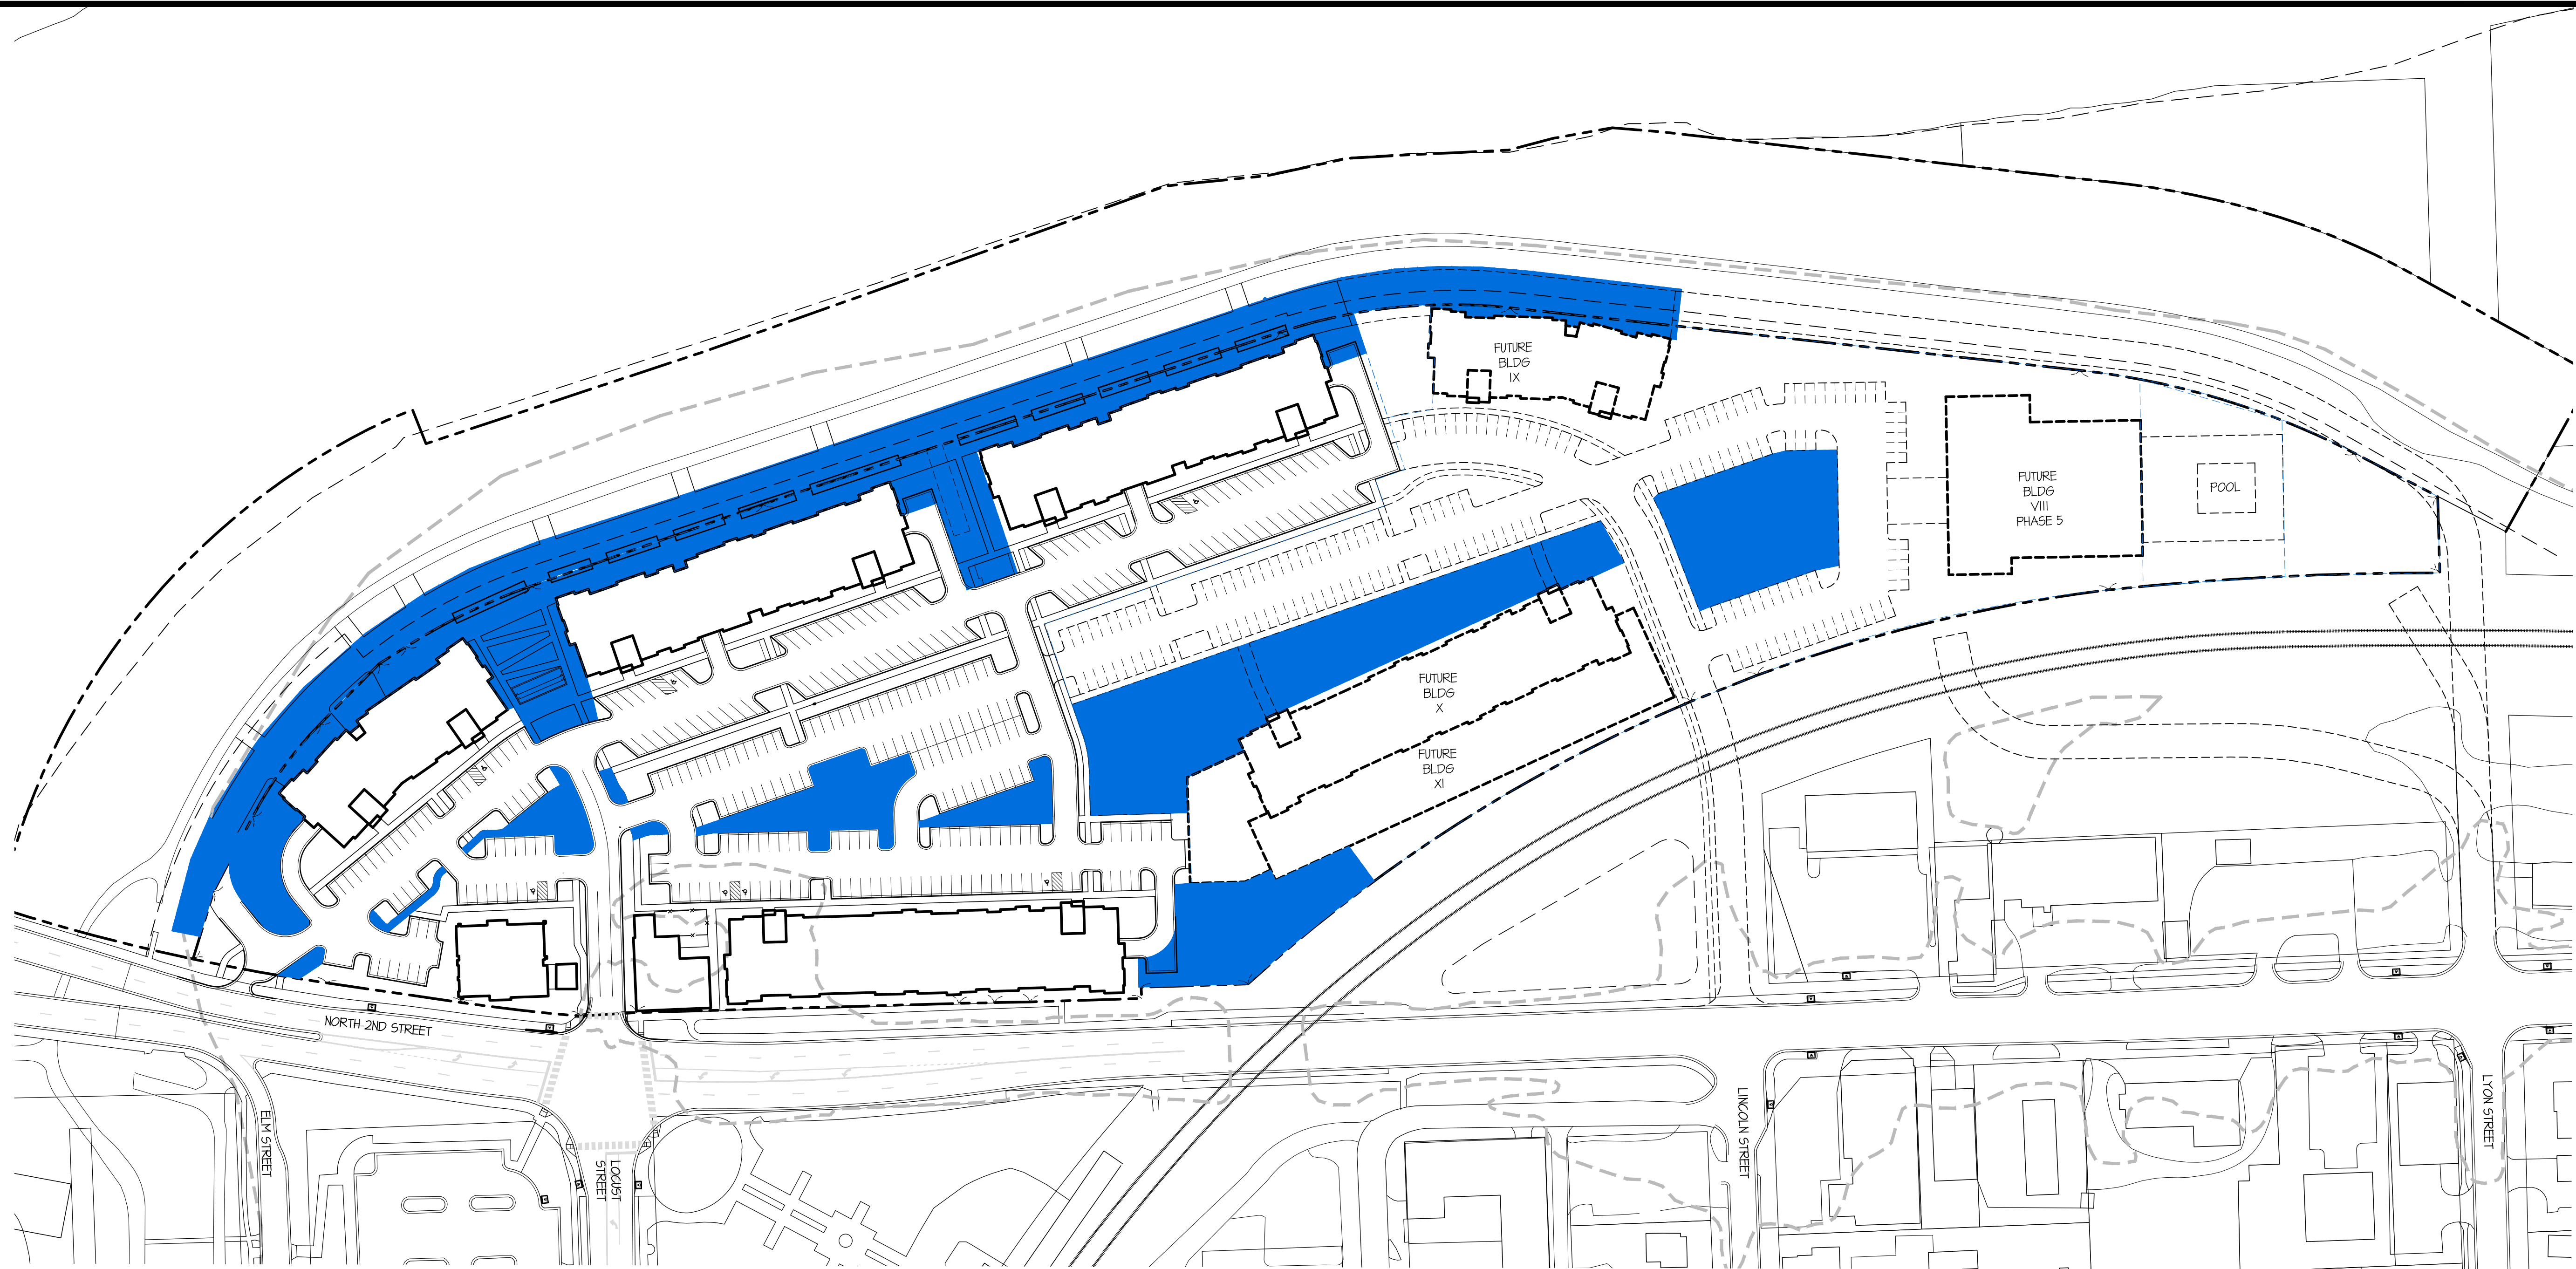 FUTURE
BLDG
IX
FUTURE
BLDG
VIII
PHASE 5
POOL
FUTURE
BLDG
X
FUTURE
BLDG
XI
NORTH 2ND STREET
ELM STREET
LOCUST
STREET
LINCOLN STREET
LYON STREET